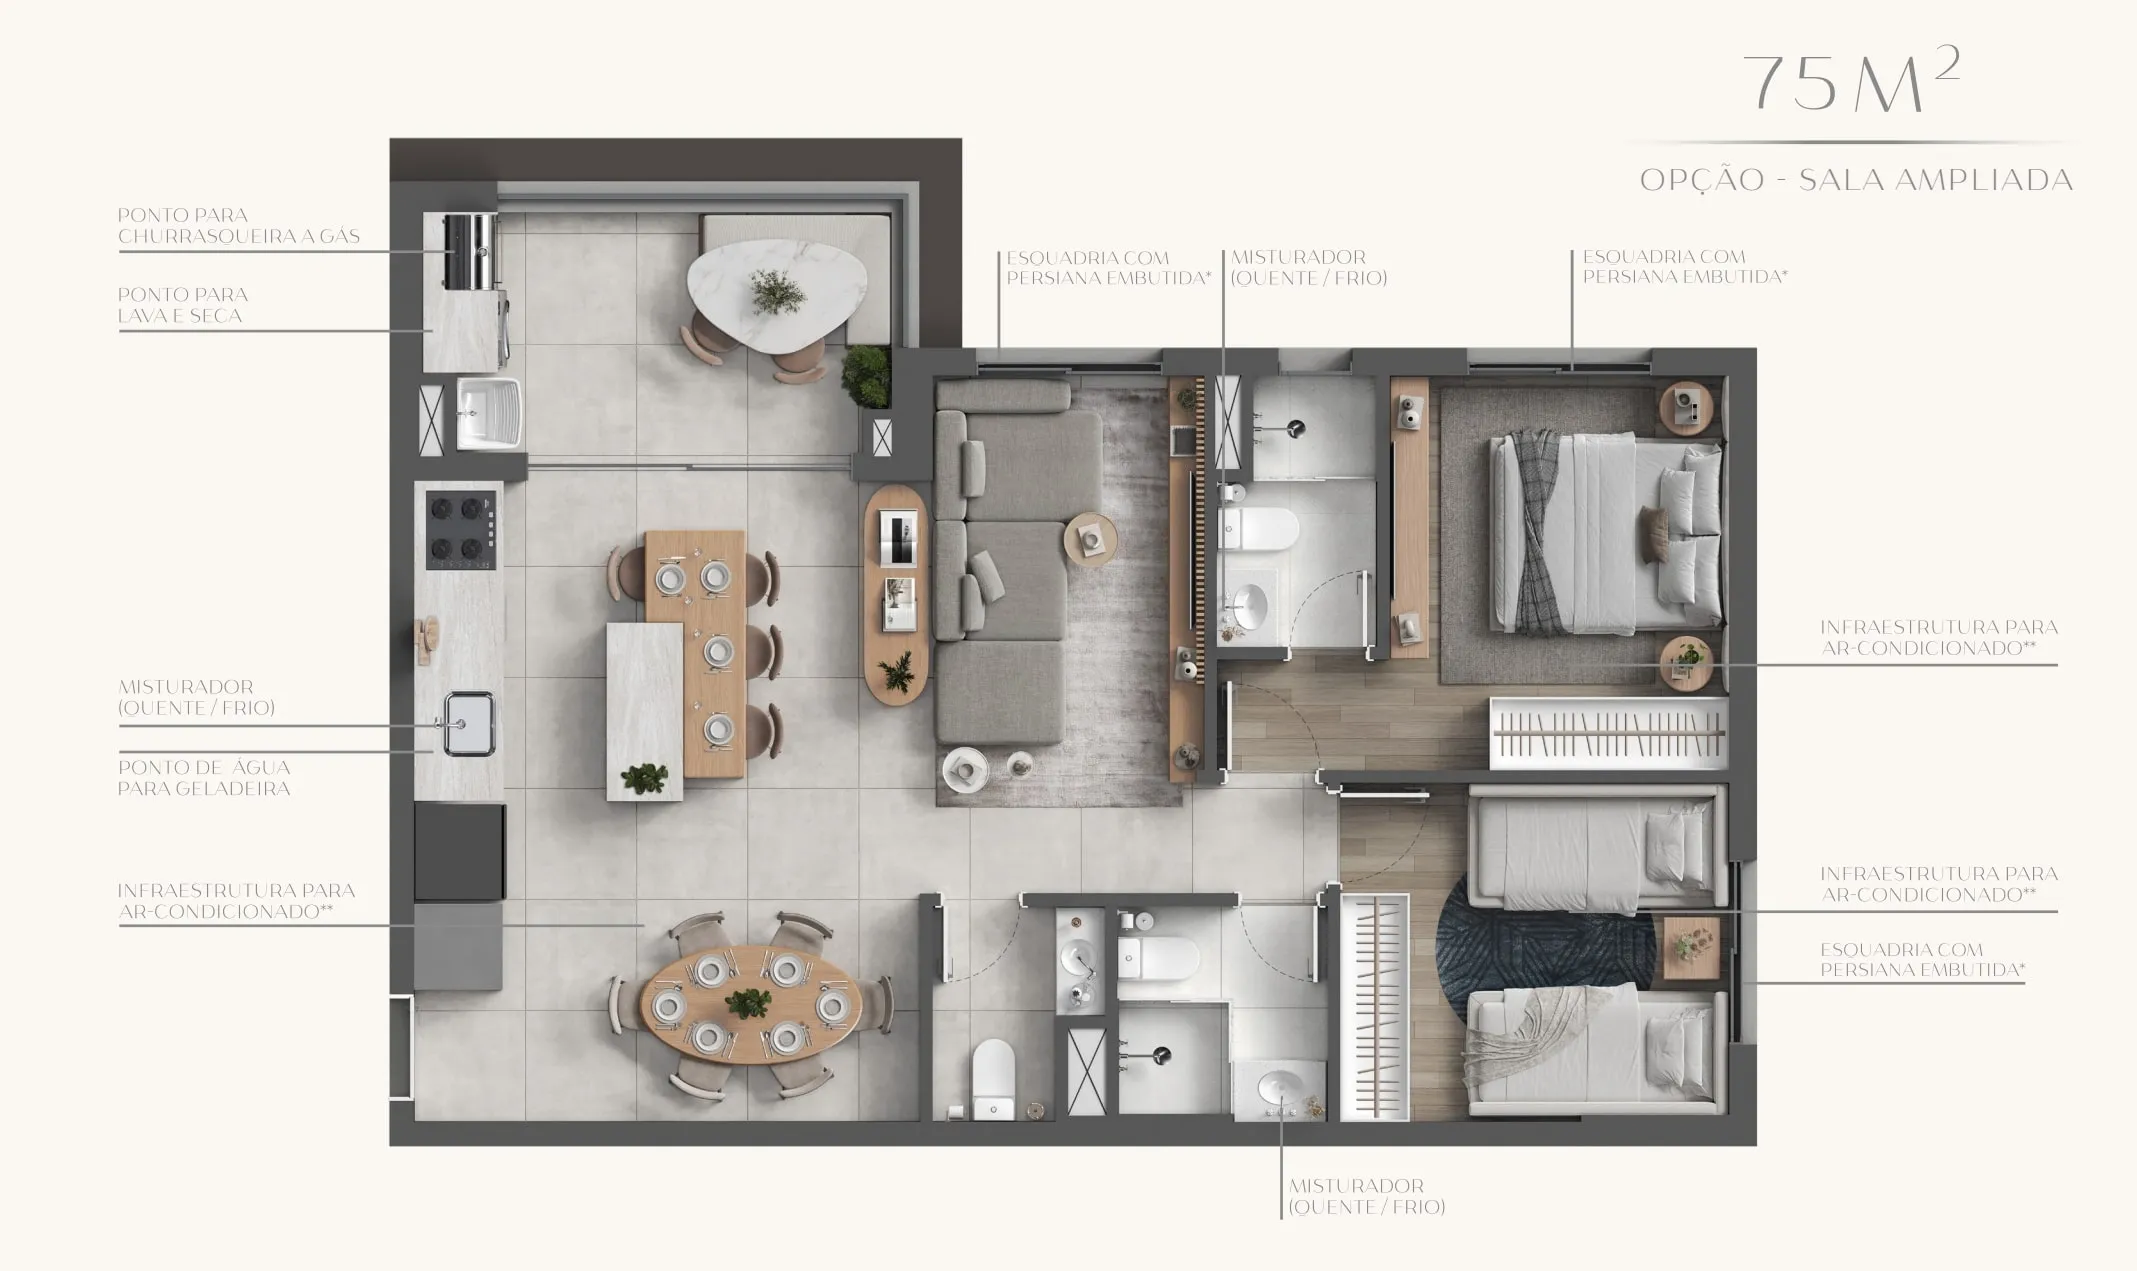 75M²
OPÇÃO - SALA AMPLIADA
PONTO PARA
CHURRASQUEIRA A GÁS
PONTO PARA
LAVA E SECA
ESQUADRIA COM
PERSIANA EMBUTIDA*
MISTURADOR
(QUENTE / FRIO)
ESQUADRIA COM
PERSIANA EMBUTIDA*
INFRAESTRUTURA PARA
AR-CONDICIONADO**
MISTURADOR
(QUENTE / FRIO)
PONTO DE ÁGUA
PARA GELADEIRA
INFRAESTRUTURA PARA
AR-CONDICIONADO**
INFRAESTRUTURA PARA
AR-CONDICIONADO**
ESQUADRIA COM
PERSIANA EMBUTIDA*
MISTURADOR
(QUENTE / FRIO)